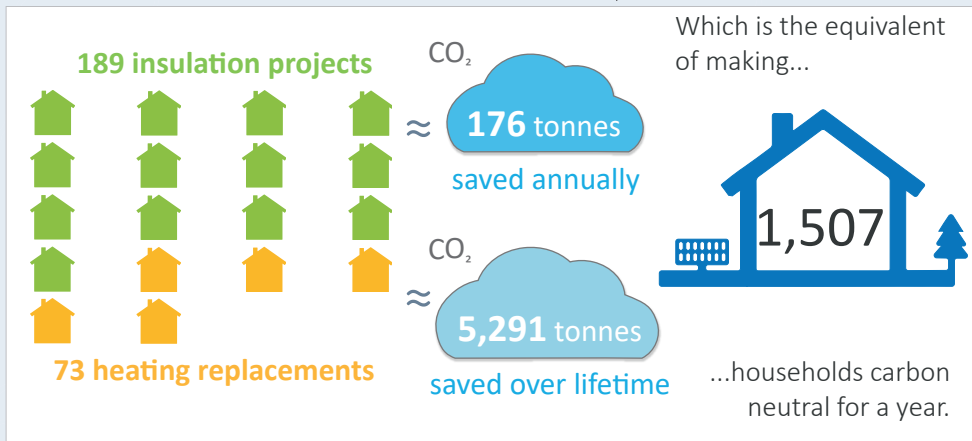 189 insulation projects
73 heating replacements
CO₂
≈
176 tonnes
saved annually
CO₂
≈
5,291 tonnes
saved over lifetime
Which is the equivalent
of making...
1,507
...households carbon
neutral for a year.